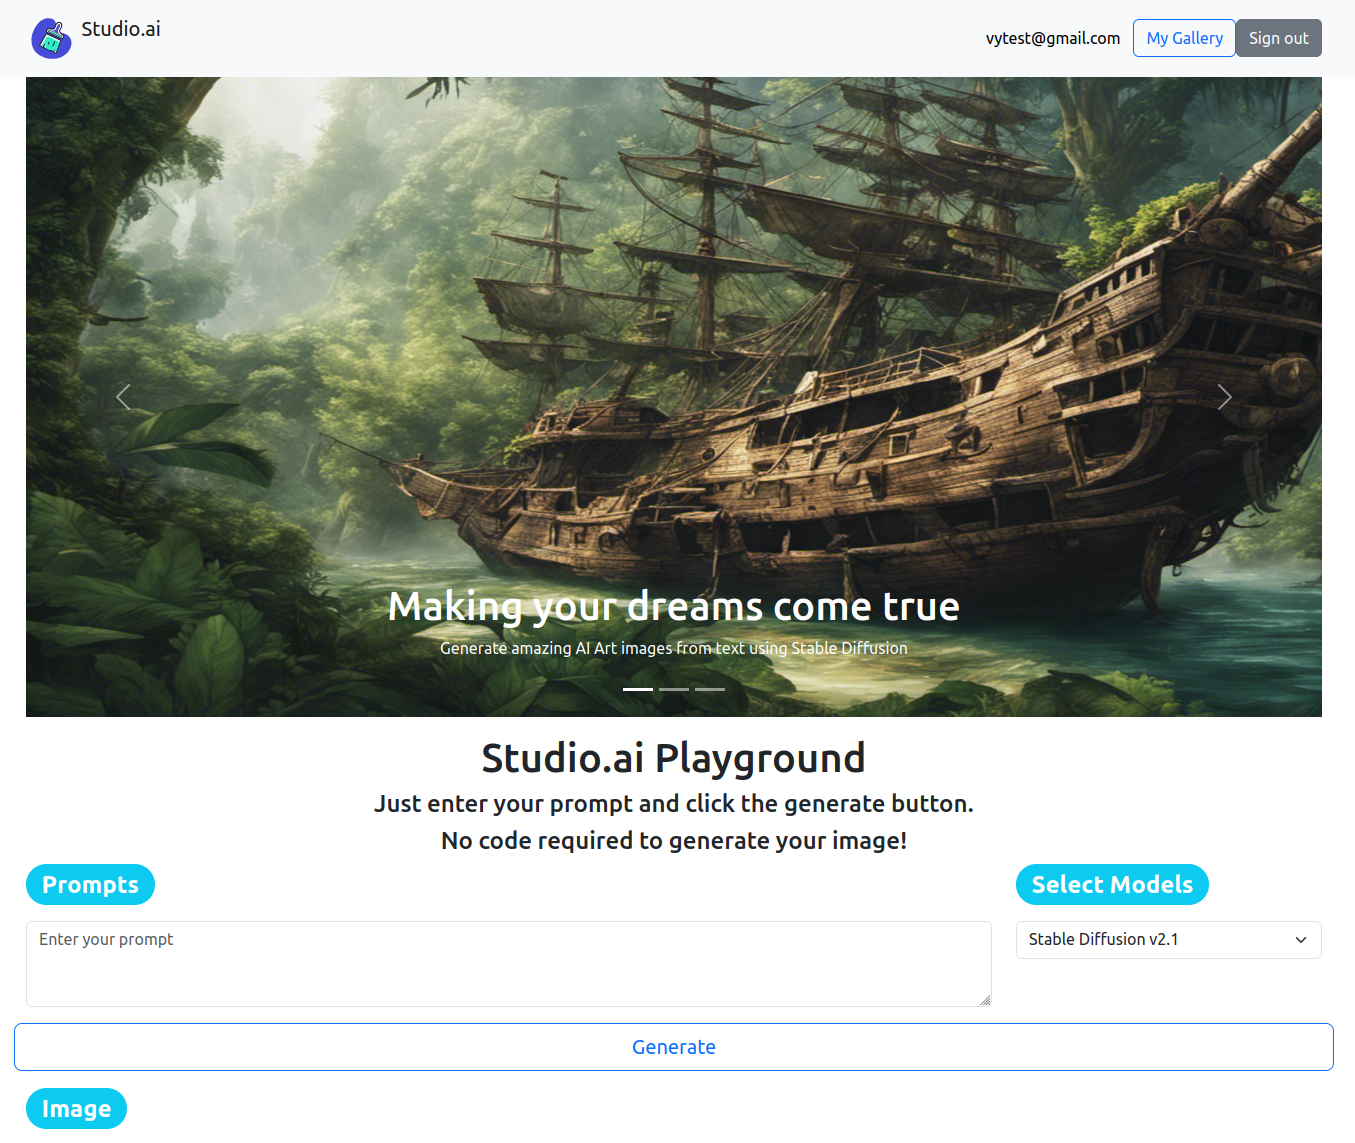 Studio.ai
vytest@gmail.com
My Gallery
Sign out
Making your dreams come true
Generate amazing AI Art images from text using Stable Diffusion
Studio.ai Playground
Just enter your prompt and click the generate button.
No code required to generate your image!
Prompts
Select Models
Enter your prompt
Stable Diffusion v2.1
Generate
Image